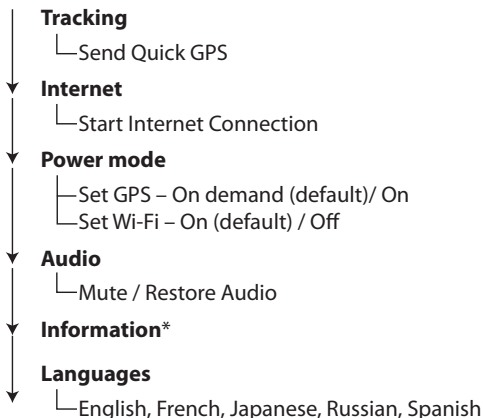 Tracking
Send Quick GPS
Internet
Start Internet Connection
Power mode
Set GPS – On demand (default)/ On
Set Wi-Fi – On (default) / Off
Audio
Mute / Restore Audio
Information*
Languages
English, French, Japanese, Russian, Spanish